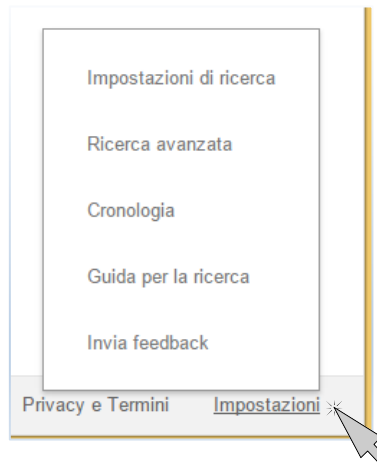 Impostazioni di ricerca
Ricerca avanzata
Cronologia
Guida per la ricerca
Invia feedback
Privacy e Termini Impostazioni